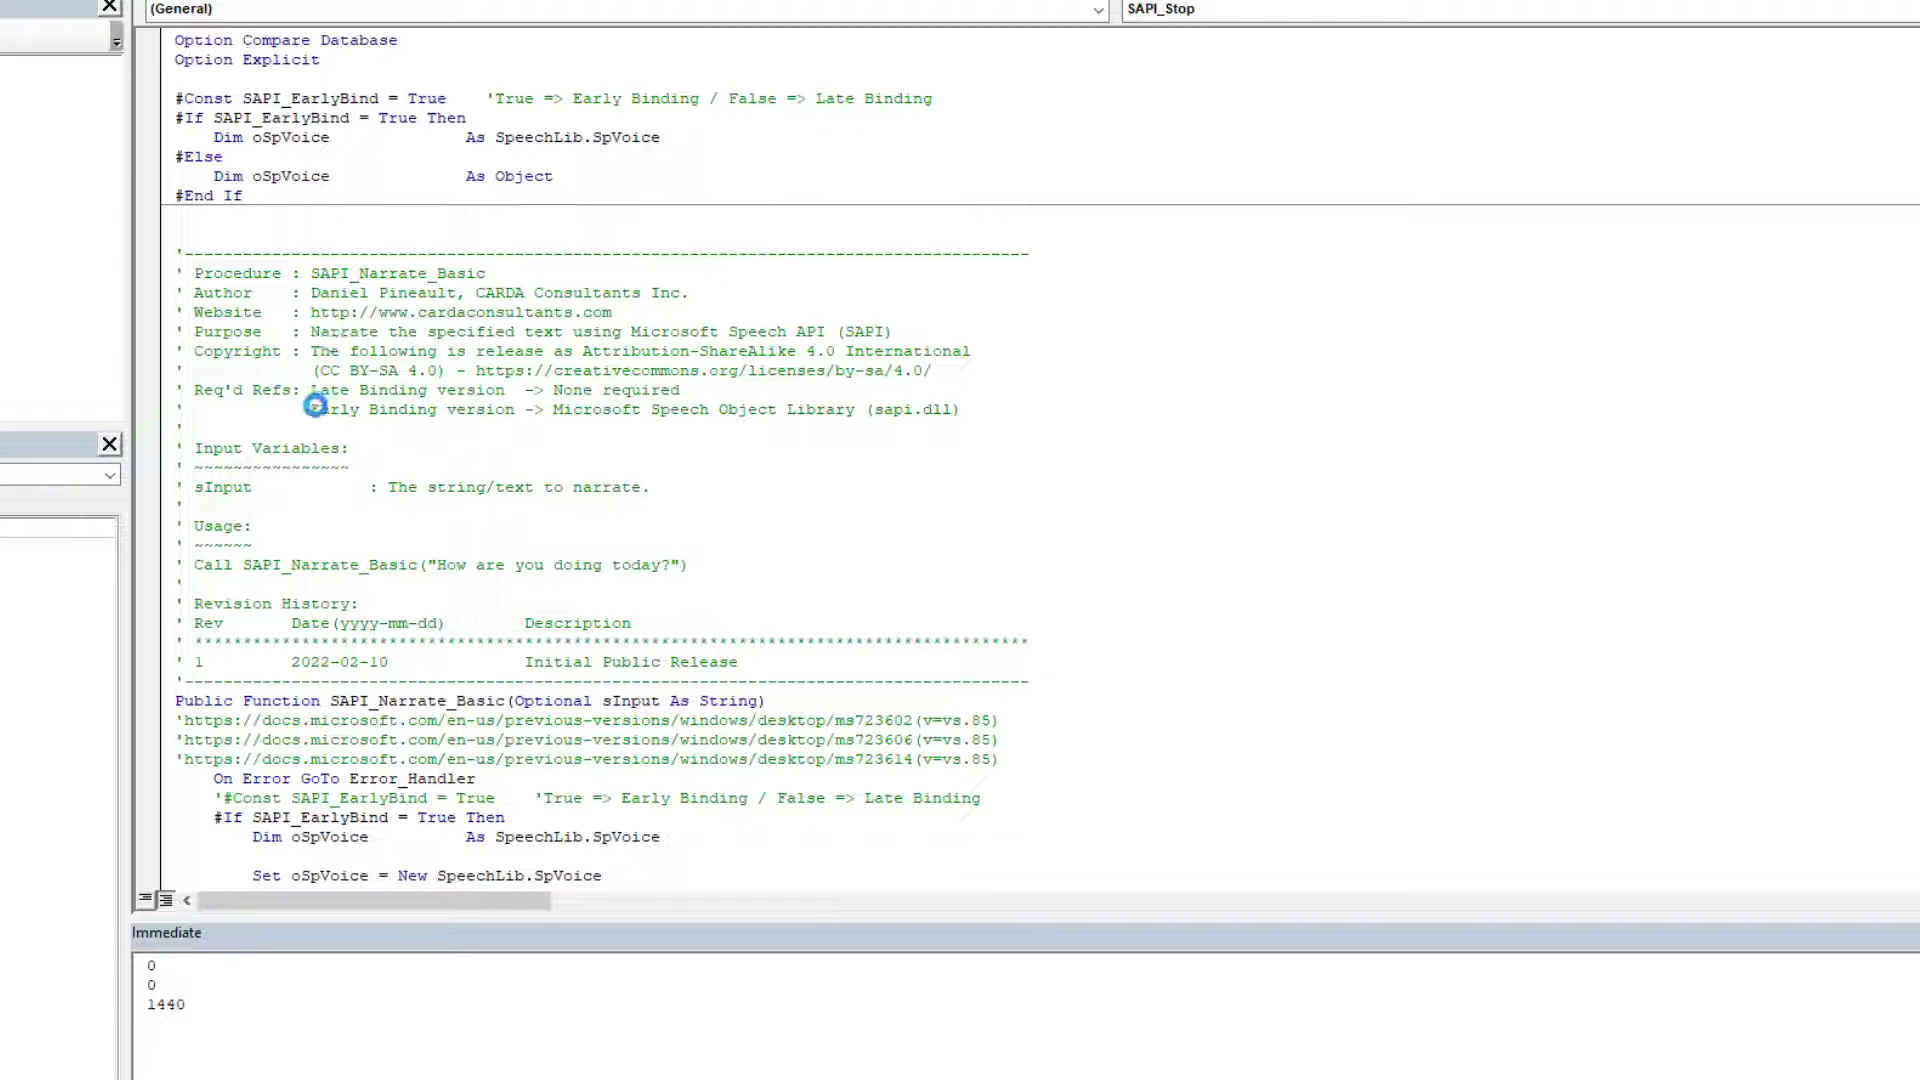 (General)
SAPI_Stop
Option Compare Database
Option Explicit
#Const SAPI_EarlyBind = True    'True => Early Binding / False => Late Binding
#If SAPI_EarlyBind = True Then
    Dim oSpVoice              As SpeechLib.SpVoice
#Else
    Dim oSpVoice              As Object
#End If
'---------------------------------------------------------------------------------------
' Procedure : SAPI_Narrate_Basic
' Author    : Daniel Pineault, CARDA Consultants Inc.
' Website   : http://www.cardaconsultants.com
' Purpose   : Narrate the specified text using Microsoft Speech API (SAPI)
' Copyright : The following is release as Attribution-ShareAlike 4.0 International
'             (CC BY-SA 4.0) - https://creativecommons.org/licenses/by-sa/4.0/
' Req'd Refs: Late Binding version  -> None required
'             Early Binding version -> Microsoft Speech Object Library (sapi.dll)
'
' Input Variables:
' ~~~~~~~~~~~~~~~~
' sInput            : The string/text to narrate.
'
' Usage:
' ~~~~~~
' Call SAPI_Narrate_Basic("How are you doing today?")
'
' Revision History:
' Rev       Date(yyyy-mm-dd)        Description
' **************************************************************************************
' 1         2022-02-10              Initial Public Release
'---------------------------------------------------------------------------------------
Public Function SAPI_Narrate_Basic(Optional sInput As String)
'https://docs.microsoft.com/en-us/previous-versions/windows/desktop/ms723602(v=vs.85)
'https://docs.microsoft.com/en-us/previous-versions/windows/desktop/ms723606(v=vs.85)
'https://docs.microsoft.com/en-us/previous-versions/windows/desktop/ms723614(v=vs.85)
    On Error GoTo Error_Handler
    '#Const SAPI_EarlyBind = True    'True => Early Binding / False => Late Binding
    #If SAPI_EarlyBind = True Then
        Dim oSpVoice          As SpeechLib.SpVoice
        Set oSpVoice = New SpeechLib.SpVoice
Immediate
0
0
1440